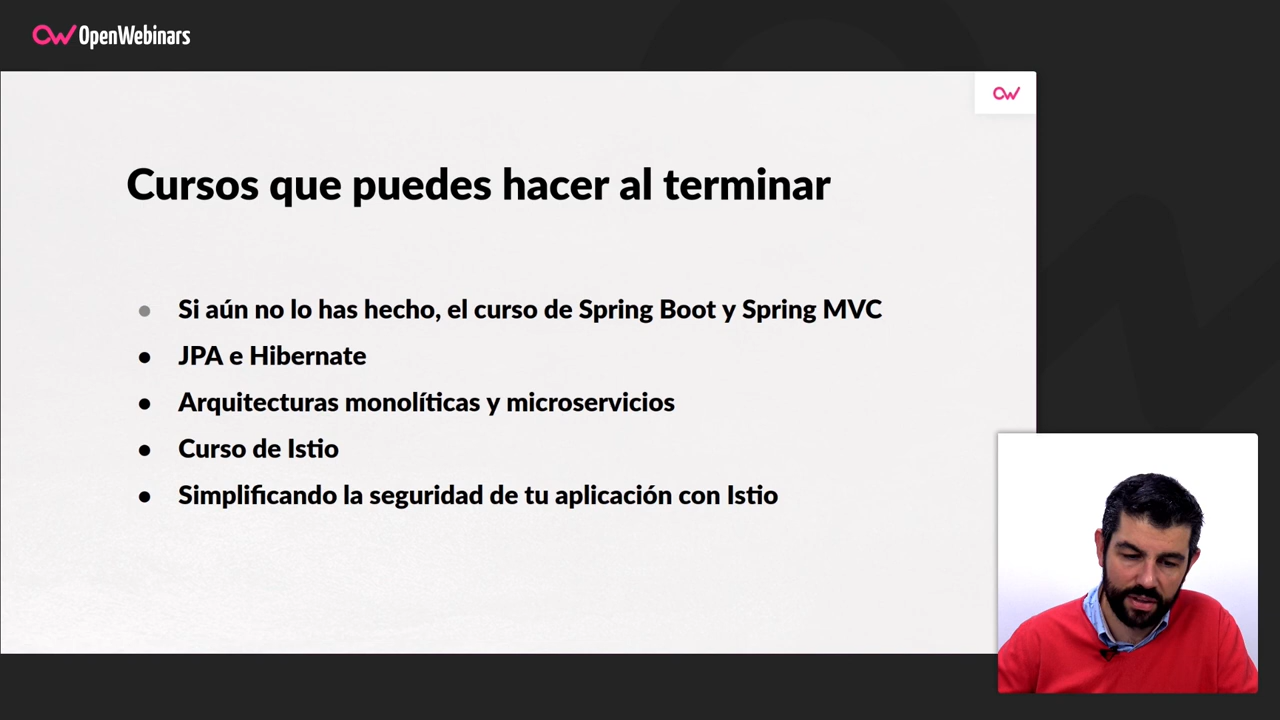 OpenWebinars
Cursos que puedes hacer al terminar
Si aún no lo has hecho, el curso de Spring Boot y Spring MVC
JPA e Hibernate
Arquitecturas monolíticas y microservicios
Curso de Istio
Simplificando la seguridad de tu aplicación con Istio